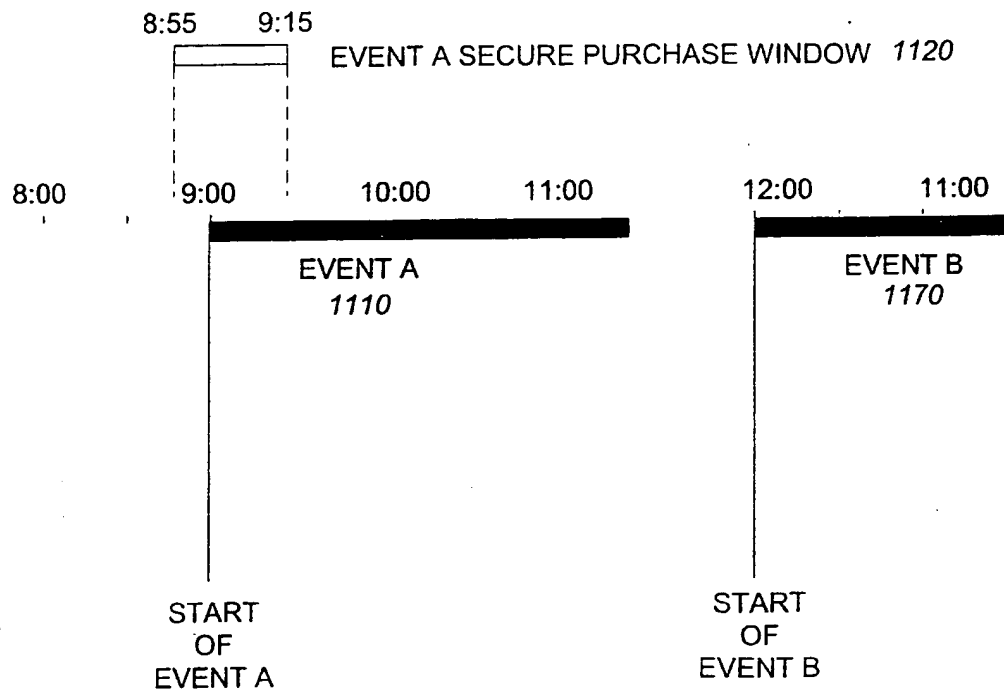 8:55 9:15
EVENT A SECURE PURCHASE WINDOW 1120
8:00 9:00 10:00 11:00 12:00 11:00
EVENT A
1110
EVENT B
1170
START
OF
EVENT A
START
OF
EVENT B